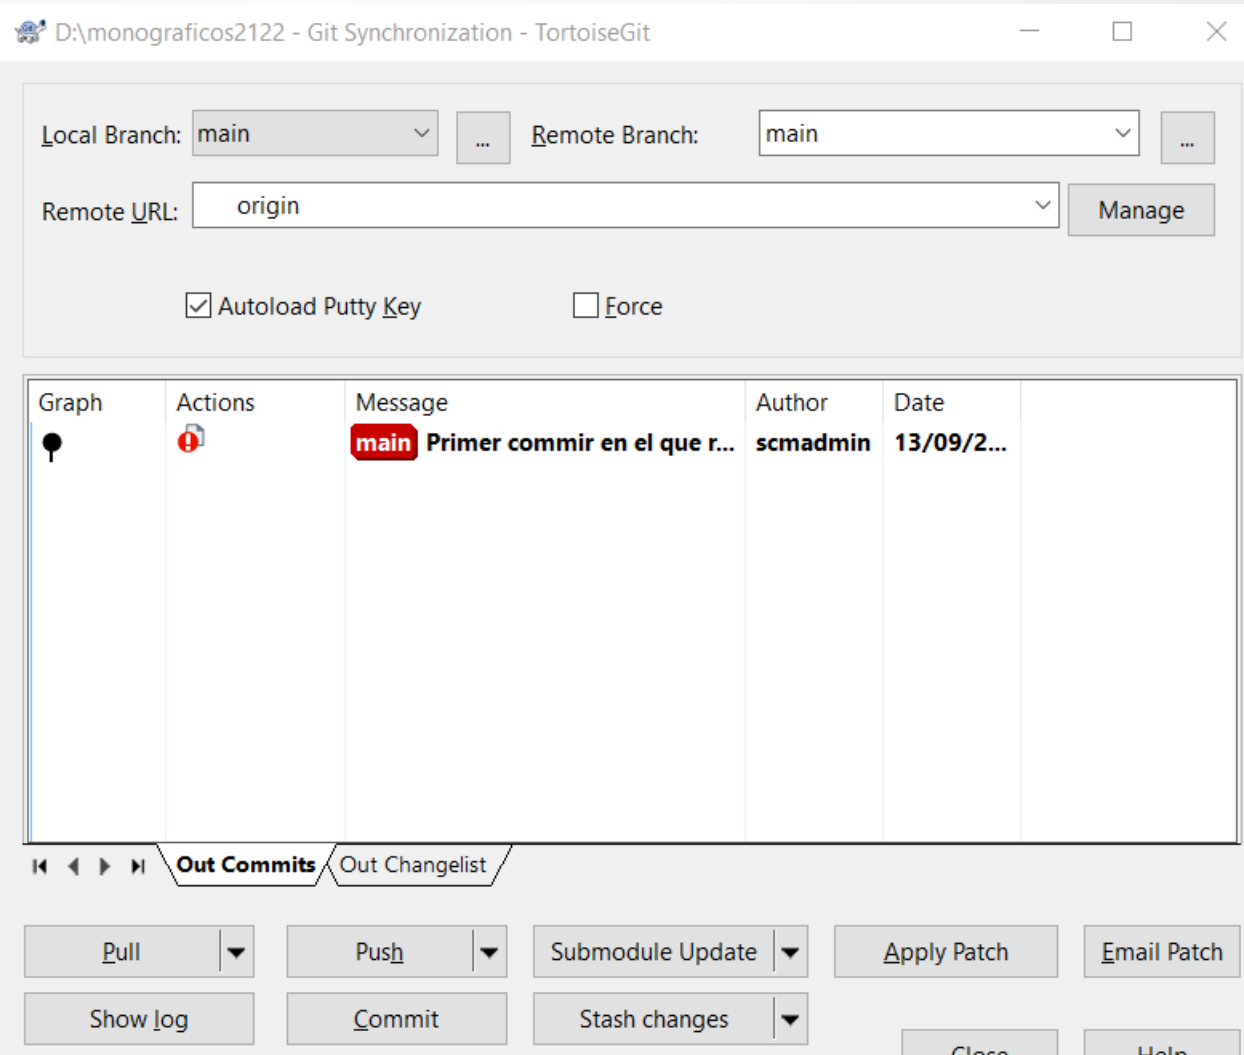 D:\monograficos2122 - Git Synchronization - TortoiseGit
Local Branch: main ... Remote Branch: main ...
Remote URL: origin Manage
Autoload Putty Key Force
Graph Actions Message Author Date
main Primer commir en el que r... scmadmin 13/09/2...
Out Commits Out Changelist
Pull Push Submodule Update Apply Patch Email Patch
Show log Commit Stash changes
Close Help